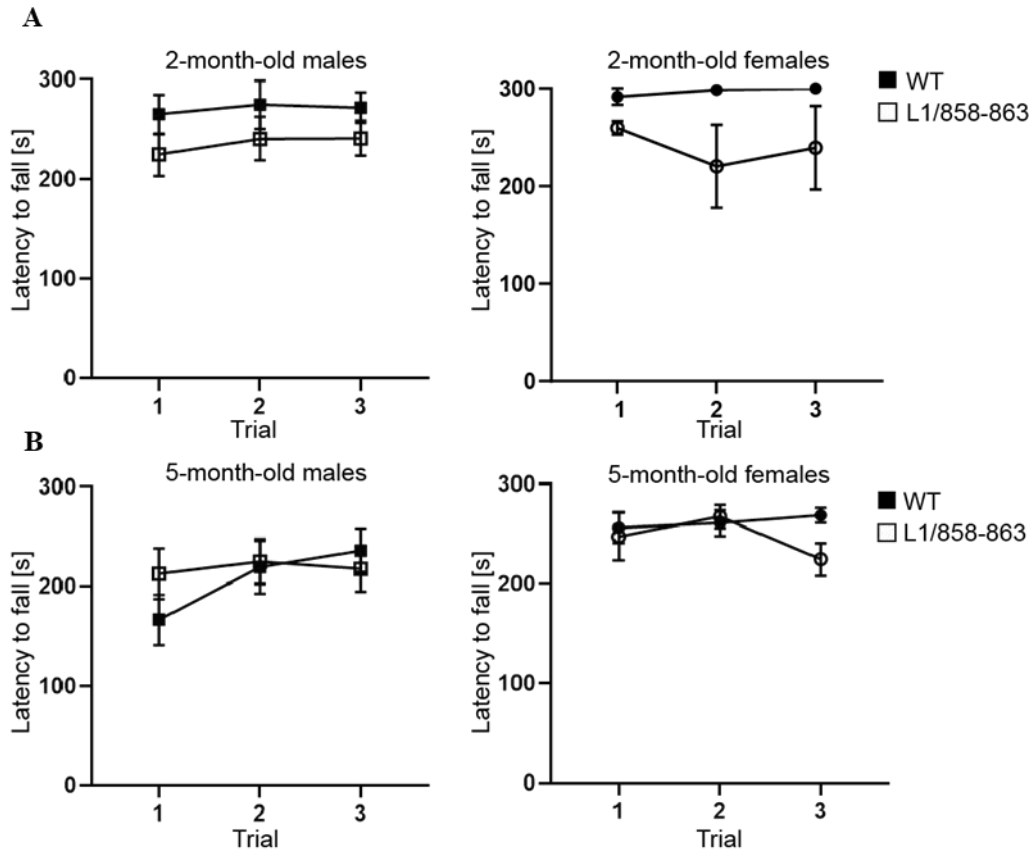 A
2-month-old males
300
200
100
0
Latency to fall [s]
1 2 3
Trial
2-month-old females
300
200
100
0
Latency to fall [s]
1 2 3
Trial
WT
L1/858-863
B
5-month-old males
300
200
100
0
Latency to fall [s]
1 2 3
Trial
5-month-old females
300
200
100
0
Latency to fall [s]
1 2 3
Trial
WT
L1/858-863